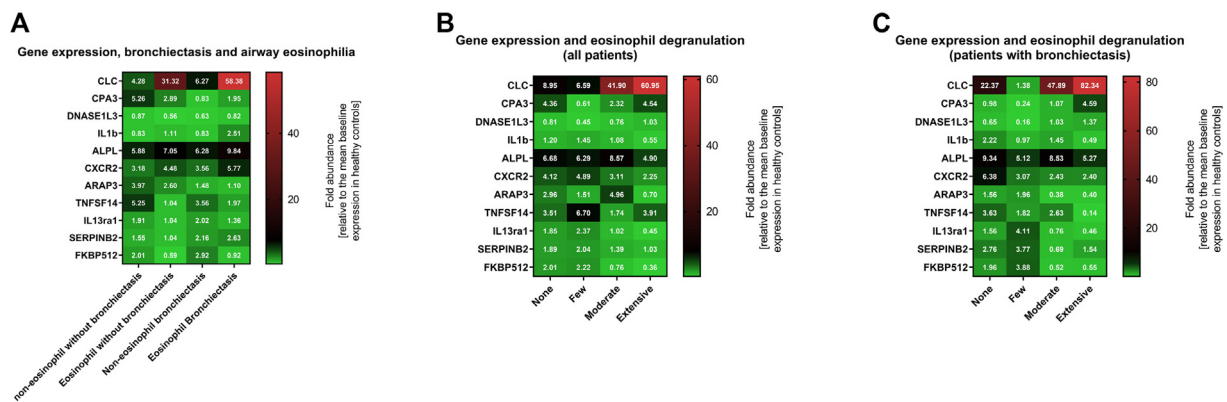 A
Gene expression, bronchiectasis and airway eosinophilia
CLC 4.28 31.32 6.27 58.38
CPA3 5.26 2.89 0.83 1.95
DNASE1L3 0.87 0.56 0.63 0.82
IL1b 0.83 1.11 0.83 2.51
ALPL 5.88 7.05 6.28 9.84
CXCR2 3.18 4.48 3.56 5.77
ARAP3 3.97 2.60 1.48 1.10
TNFSF14 5.25 1.04 3.56 1.97
IL13ra1 1.91 1.04 2.02 1.36
SERPINB2 1.55 1.04 2.16 2.63
FKBP512 2.01 0.59 2.92 0.92
non-eosinophil without bronchiectasis
Eosinophil without bronchiectasis
Non-eosinophil bronchiectasis
Eosinophil Bronchiectasis
40
20
Fold abundance
[relative to the mean baseline
expression in healthy controls]
B
Gene expression and eosinophil degranulation
(all patients)
CLC 8.95 6.59 41.90 60.95
CPA3 4.36 0.61 2.32 4.54
DNASE1L3 0.81 0.45 0.76 1.03
IL1b 1.40 1.29 1.08 0.55
ALPL 6.68 6.29 8.57 4.90
CXCR2 4.12 4.89 3.11 2.25
ARAP3 2.96 1.51 4.96 0.70
TNFSF14 3.51 6.70 1.74 3.91
IL13ra1 1.85 2.37 1.02 0.45
SERPINB2 1.89 2.04 1.39 1.03
FKBP512 2.01 2.22 0.76 0.36
None
Few
Moderate
Extensive
60
40
20
Fold abundance
[relative to the mean baseline
expression in healthy controls]
C
Gene expression and eosinophil degranulation
(patients with bronchiectasis)
CLC 22.37 1.38 47.89 82.34
CPA3 0.98 0.24 1.07 4.59
DNASE1L3 0.65 0.16 1.03 1.37
IL1b 2.22 0.97 1.45 0.49
ALPL 9.34 5.12 8.53 5.27
CXCR2 6.38 3.07 2.43 2.40
ARAP3 1.56 1.96 0.38 0.40
TNFSF14 3.63 1.82 2.63 0.14
IL13ra1 1.56 4.11 0.76 0.46
SERPINB2 2.76 3.77 0.69 1.54
FKBP512 1.96 3.88 0.52 0.55
None
Few
Moderate
Extensive
80
60
40
20
Fold abundance
[relative to the mean baseline
expression in healthy controls]